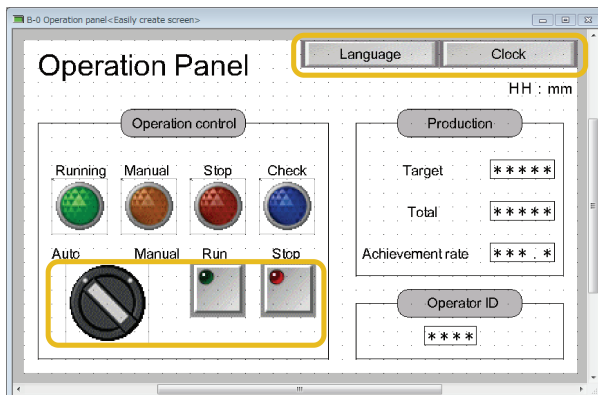 B-0 Operation panel<Easily create screen>
Operation Panel
Language Clock
HH : mm
Operation control
Running Manual Stop Check
Auto Manual Run Stop
Production
Target *****
Total *****
Achievement rate ***.*
Operator ID
****